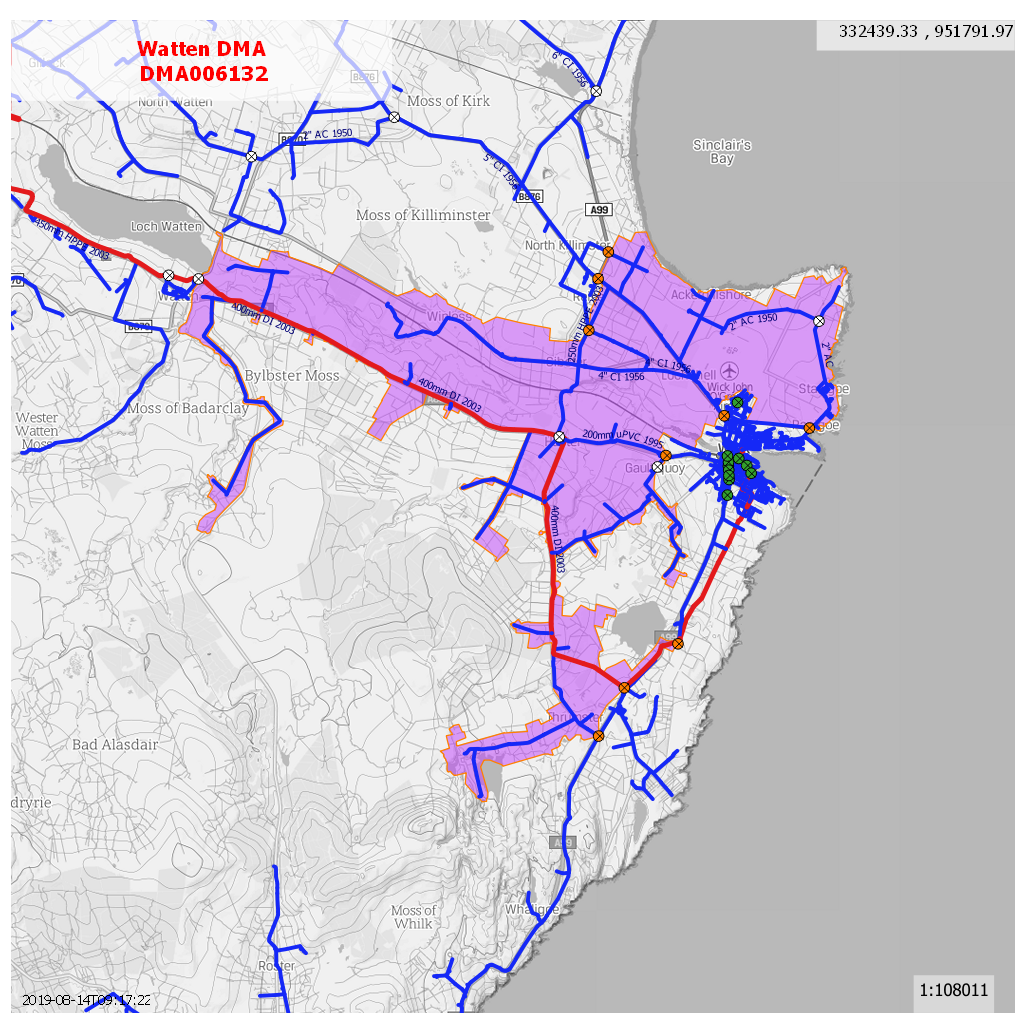 Watten DMA
DMA006132
332439.33 , 951791.97
6" CI 1956
B876
North Watten
Moss of Kirk
B870
2" AC 1950
Sinclair's
Bay
5" CI 1956
B876
A99
Loch Watten
Moss of Killiminster
450mm HPPE 2003
North Killimster
B870
400mm DI 2003
Winless
250mm HPPE 2003
Ackergillshore
2" AC 1950
2" AC
Bylbster Moss
4" CI 1956
4" CI 1956
Wick John
400mm DI 2003
Wester
Watten
Moss
Moss of Badarclay
200mm uPVC 1995
400mm DI 2003
A99
Thrumster
Bad Alasdair
dryrie
A99
Moss of
Whilk
Whaligoe
Roster
2019-08-14T09:17:22
1:108011